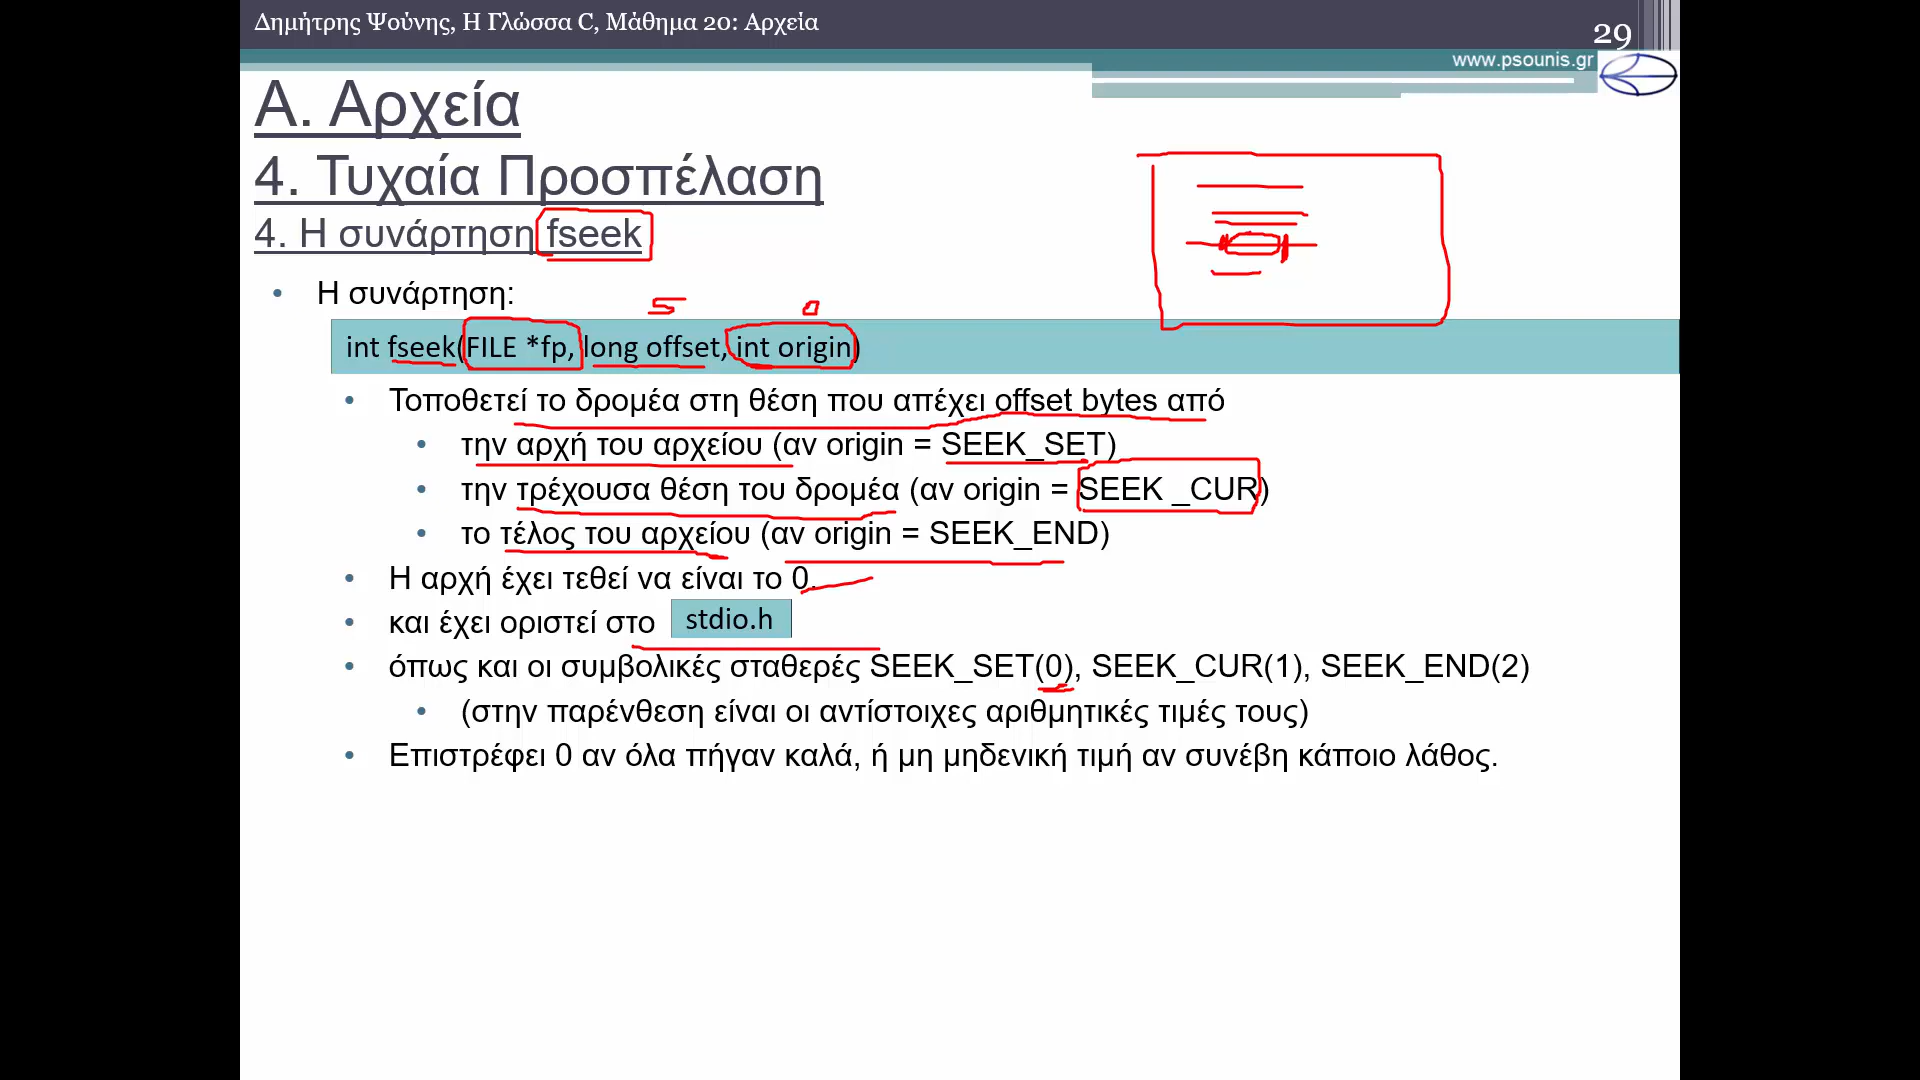 Δημήτρης Ψούνης, Η Γλώσσα C, Μάθημα 20: Αρχεία
29
www.psounis.gr
Α. Αρχεία
4. Τυχαία Προσπέλαση
4. Η συνάρτηση fseek
• Η συνάρτηση:
5 0
int fseek(FILE *fp, long offset, int origin)
• Τοποθετεί το δρομέα στη θέση που απέχει offset bytes από
• την αρχή του αρχείου (αν origin = SEEK_SET)
• την τρέχουσα θέση του δρομέα (αν origin = SEEK _CUR)
• το τέλος του αρχείου (αν origin = SEEK_END)
• Η αρχή έχει τεθεί να είναι το 0.
• και έχει οριστεί στο stdio.h
• όπως και οι συμβολικές σταθερές SEEK_SET(0), SEEK_CUR(1), SEEK_END(2)
• (στην παρένθεση είναι οι αντίστοιχες αριθμητικές τιμές τους)
• Επιστρέφει 0 αν όλα πήγαν καλά, ή μη μηδενική τιμή αν συνέβη κάποιο λάθος.